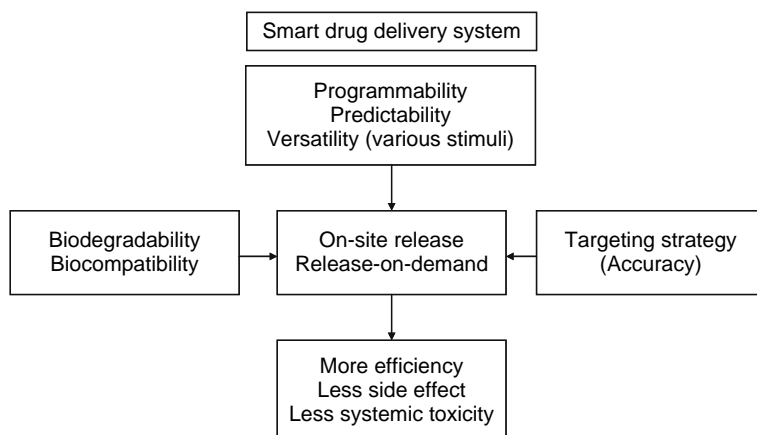 Smart drug delivery system
Programmability
Predictability
Versatility (various stimuli)
Biodegradability
Biocompatibility
On-site release
Release-on-demand
Targeting strategy
(Accuracy)
More efficiency
Less side effect
Less systemic toxicity